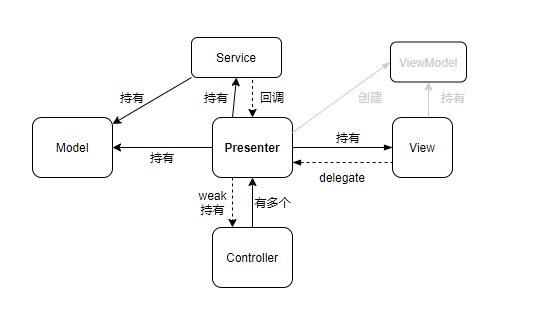 Service
ViewModel
持有
持有
回调
创建
持有
Model
Presenter
持有
View
持有
delegate
weak
持有
有多个
Controller